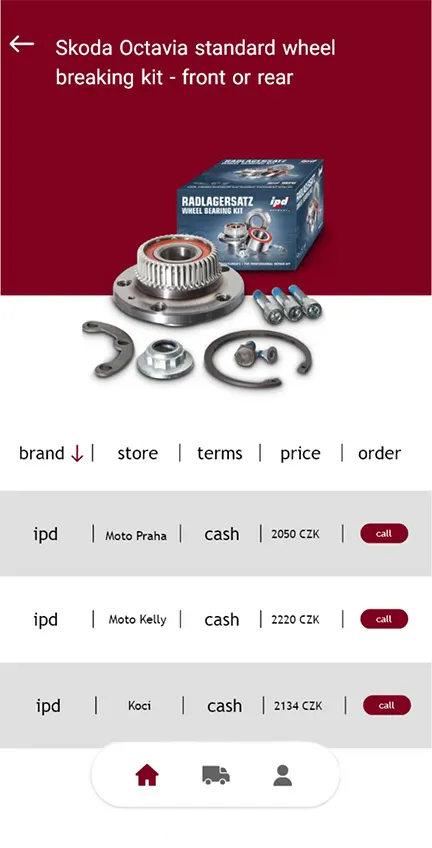 Skoda Octavia standard wheel
breaking kit - front or rear
RADLAGERSATZ
WHEEL BEARING KIT
ipd
brand | store | terms | price | order
ipd | Moto Praha | cash | 2050 CZK | call
ipd | Moto Kelly | cash | 2220 CZK | call
ipd | Koci | cash | 2134 CZK | call